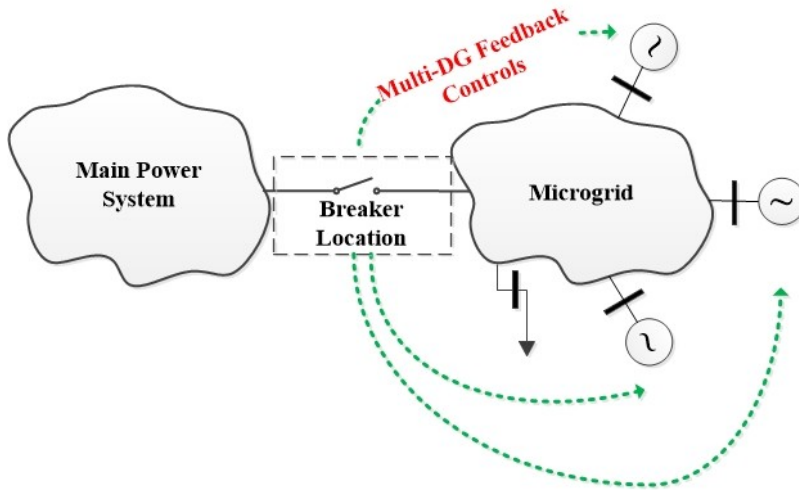 Multi-DG Feedback
Controls
Main Power
System
Breaker
Location
Microgrid